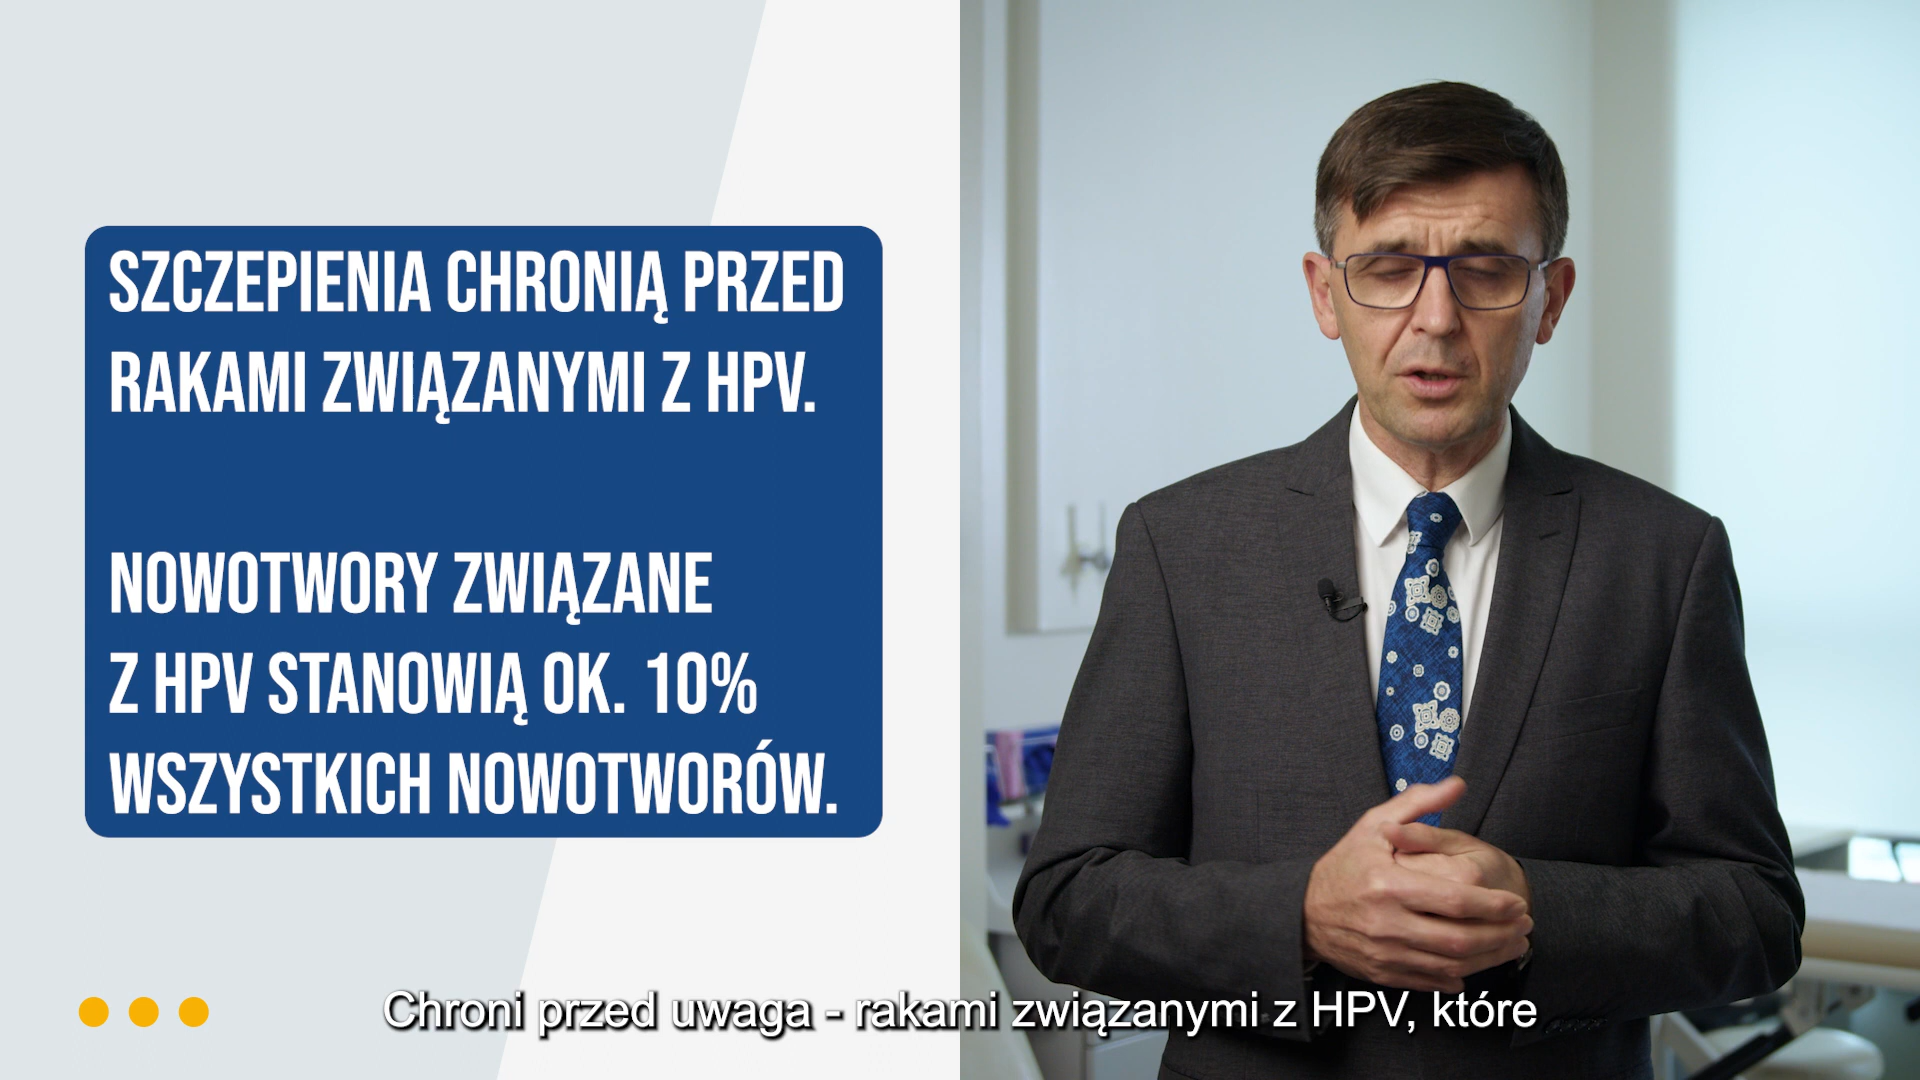 SZCZEPIENIA CHRONIĄ PRZED
RAKAMI ZWIĄZANYMI Z HPV.
NOWOTWORY ZWIĄZANE
Z HPV STANOWIĄ OK. 10%
WSZYSTKICH NOWOTWORÓW.
Chroni przed uwaga - rakami związanymi z HPV, które